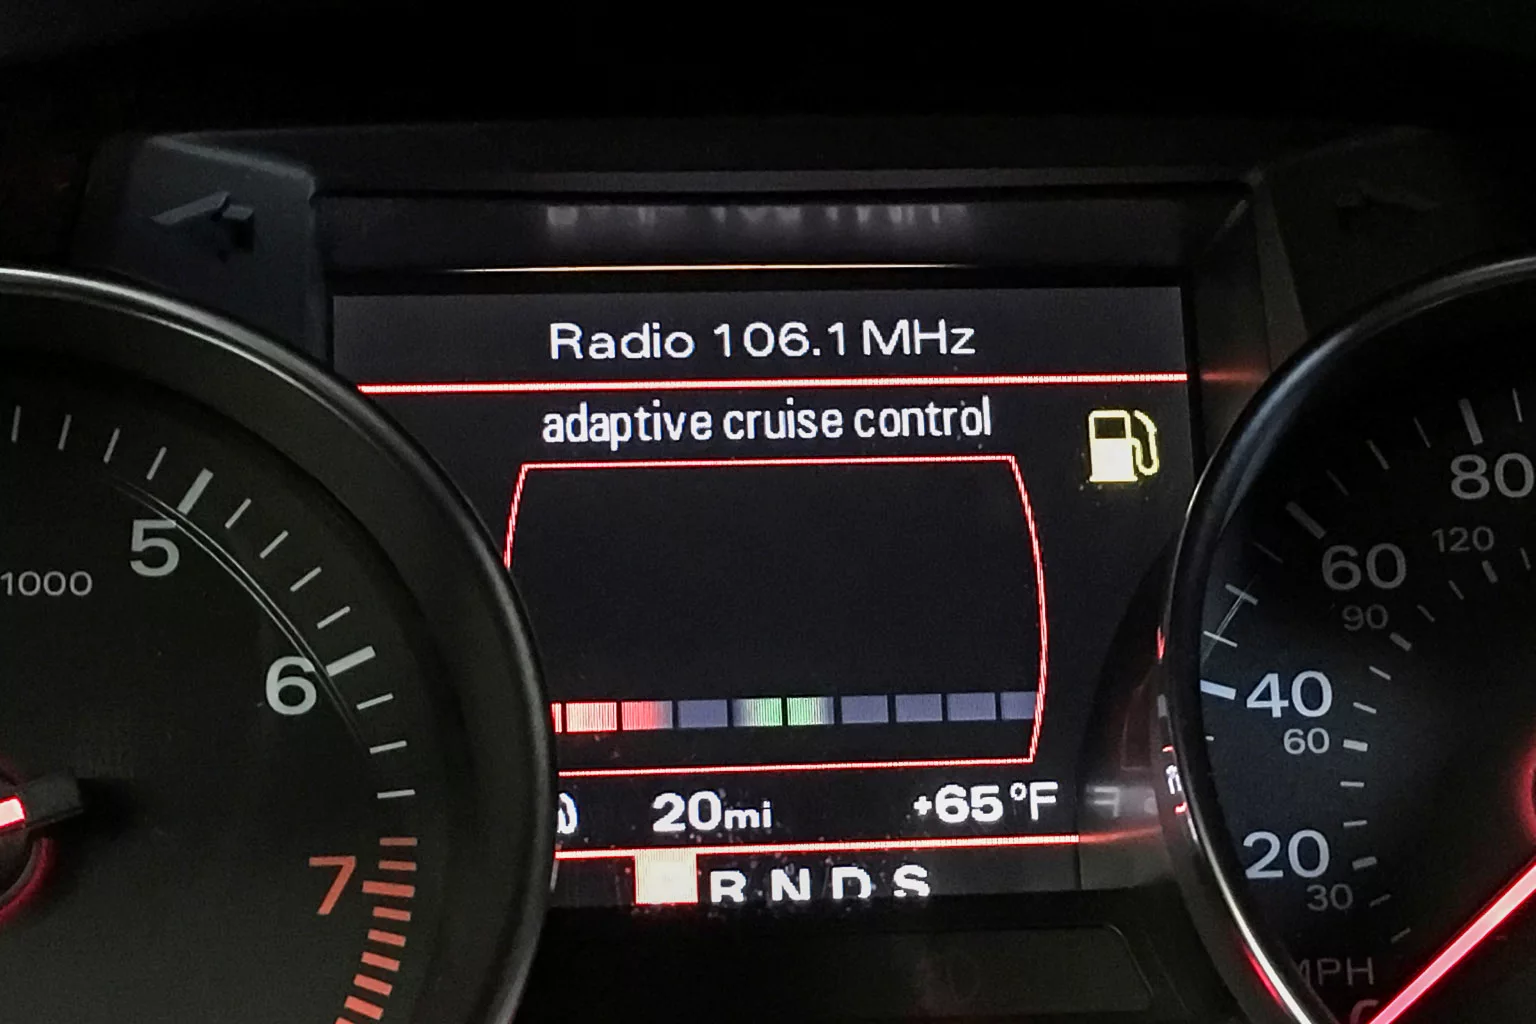 Radio 106.1 MHz
adaptive cruise control
20mi +65°F
R N D S
5
1000
6
7
80
120
60
90
40
60
20
30
MPH